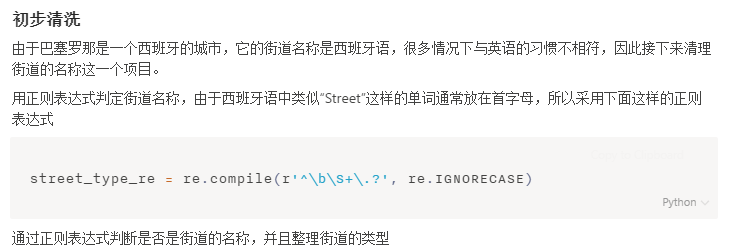 初步清洗
由于巴塞罗那是一个西班牙的城市，它的街道名称是西班牙语，很多情况下与英语的习惯不相符，因此接下来清理
街道的名称这一个项目。
用正则表达式判定街道名称，由于西班牙语中类似“Street”这样的单词通常放在首字母，所以采用下面这样的正则
表达式
street_type_re = re.compile(r'^\b\S+\.?', re.IGNORECASE)
Python
通过正则表达式判断是否是街道的名称，并且整理街道的类型